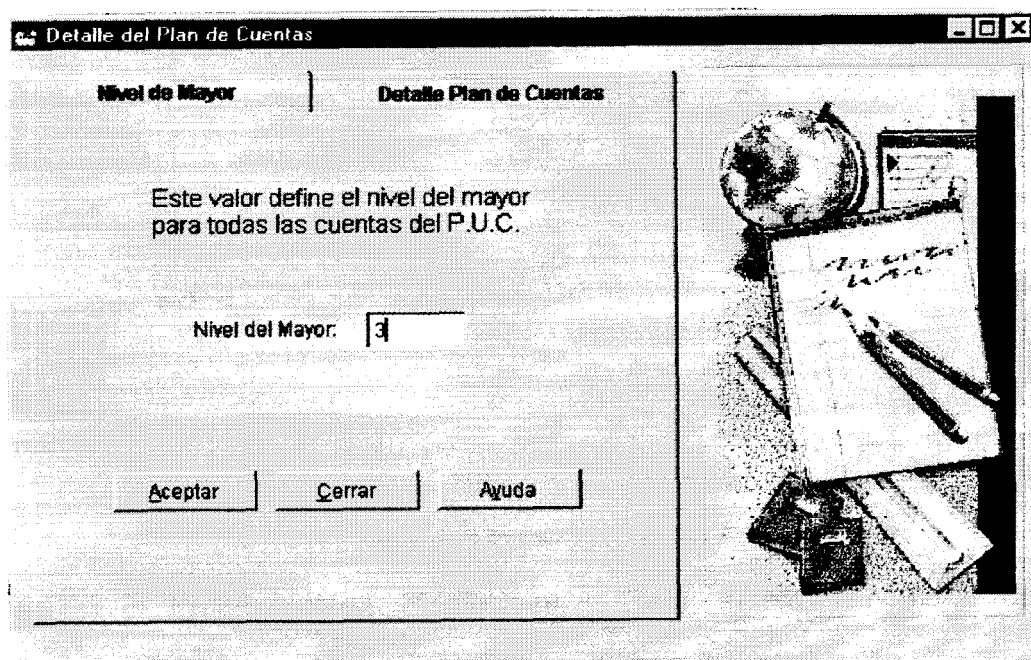 Detalle del Plan de Cuentas
Nivel de Mayor
Detalle Plan de Cuentas
Este valor define el nivel del mayor
para todas las cuentas del P.U.C.
Nivel del Mayor: 3
Aceptar Cerrar Ayuda